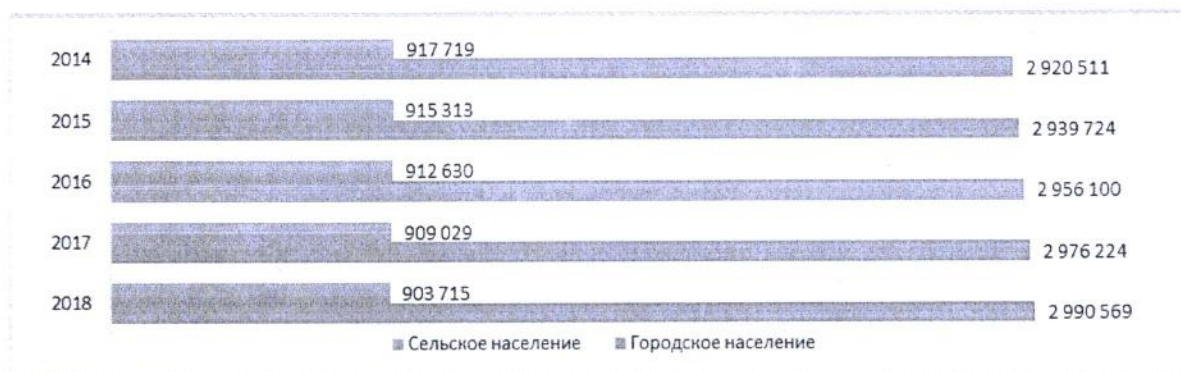 2014 917 719 2 920 511
2015 915 313 2 939 724
2016 912 630 2 956 100
2017 909 029 2 976 224
2018 903 715 2 990 569
Сельское население Городское население